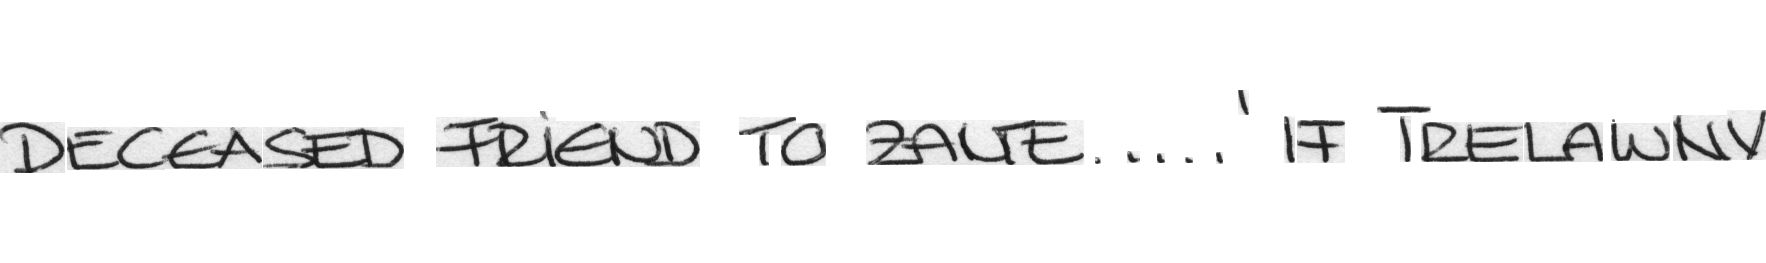 DECEASED FRIEND TO ZANTE.....' IF TRELAWNY